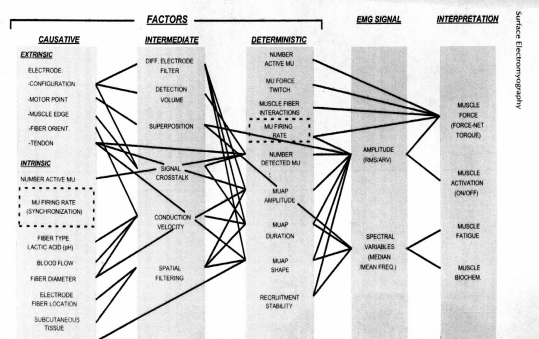 FACTORS
EMG SIGNAL
INTERPRETATION
CAUSATIVE
INTERMEDIATE
DETERMINISTIC
EXTRINSIC
ELECTRODE:
-CONFIGURATION
-MOTOR POINT
-MUSCLE EDGE
-FIBER ORIENT.
-TENDON
INTRINSIC
NUMBER ACTIVE MU
MU FIRING RATE
(SYNCHRONIZATION)
FIBER TYPE
LACTIC ACID (pH)
BLOOD FLOW
FIBER DIAMETER
ELECTRODE
FIBER LOCATION
SUBCUTANEOUS
TISSUE
DIFF. ELECTRODE
FILTER
DETECTION
VOLUME
SUPERPOSITION
SIGNAL
CROSSTALK
CONDUCTION
VELOCITY
SPATIAL
FILTERING
NUMBER
ACTIVE MU
MU FORCE
TWITCH
MUSCLE FIBER
INTERACTIONS
MU FIRING
RATE
NUMBER
DETECTED MU
MUAP
AMPLITUDE
MUAP
DURATION
MUAP
SHAPE
RECRUITMENT
STABILITY
AMPLITUDE
(RMS/ARV)
SPECTRAL
VARIABLES
(MEDIAN
/MEAN FREQ.)
MUSCLE
FORCE
(FORCE-NET
TORQUE)
MUSCLE
ACTIVATION
(ON/OFF)
MUSCLE
FATIGUE
MUSCLE
BIOCHEM.
Surface Electromyography